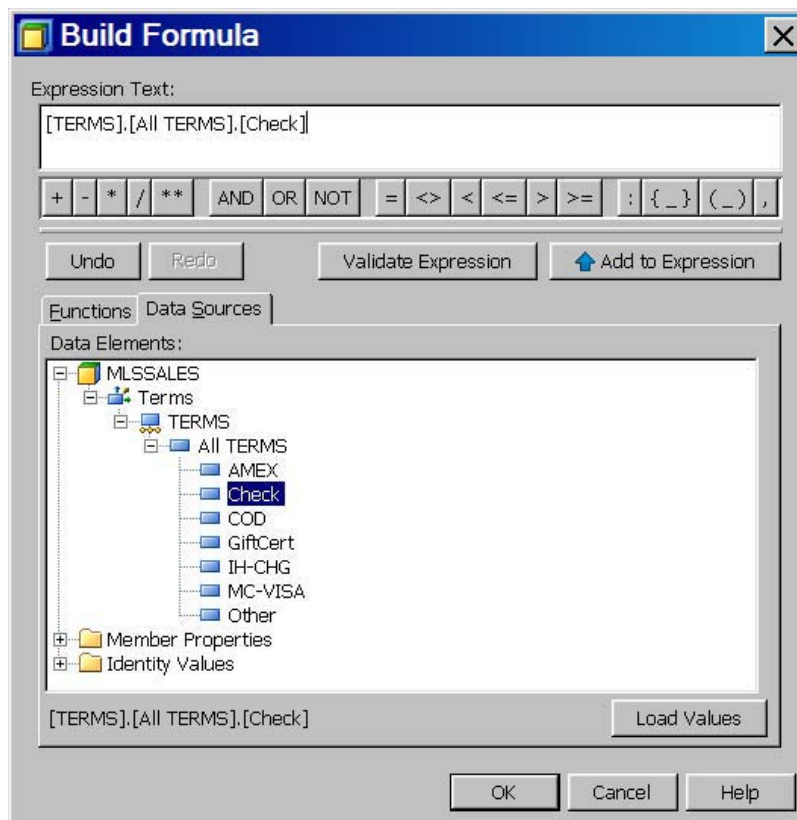 Build Formula
Expression Text:
[TERMS].[All TERMS].[Check]
+ - * / ** AND OR NOT = <> < <= > >= : {_} (_) ,
Undo Redo Validate Expression Add to Expression
Functions Data Sources
Data Elements:
MLSSALES
Terms
TERMS
All TERMS
AMEX
Check
COD
GiftCert
IH-CHG
MC-VISA
Other
Member Properties
Identity Values
[TERMS].[All TERMS].[Check] Load Values
OK Cancel Help